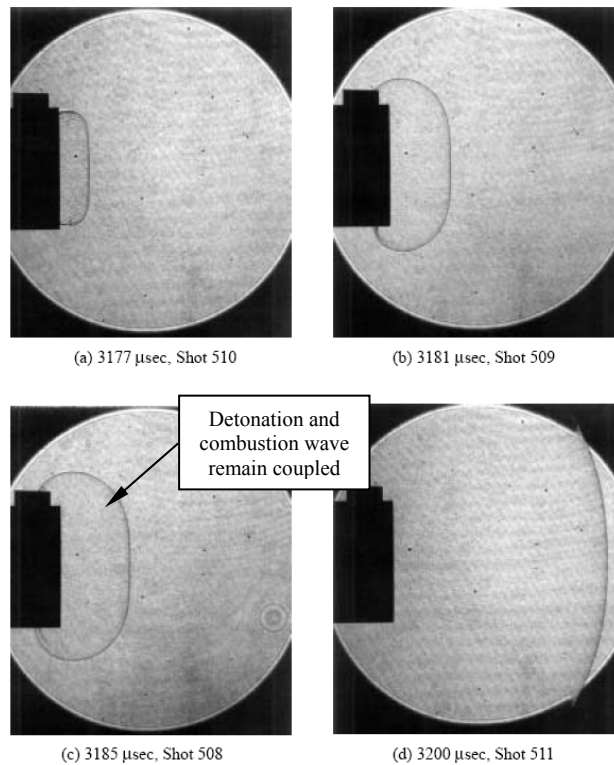 (a) 3177 μsec, Shot 510
(b) 3181 μsec, Shot 509
Detonation and
combustion wave
remain coupled
(c) 3185 μsec, Shot 508
(d) 3200 μsec, Shot 511